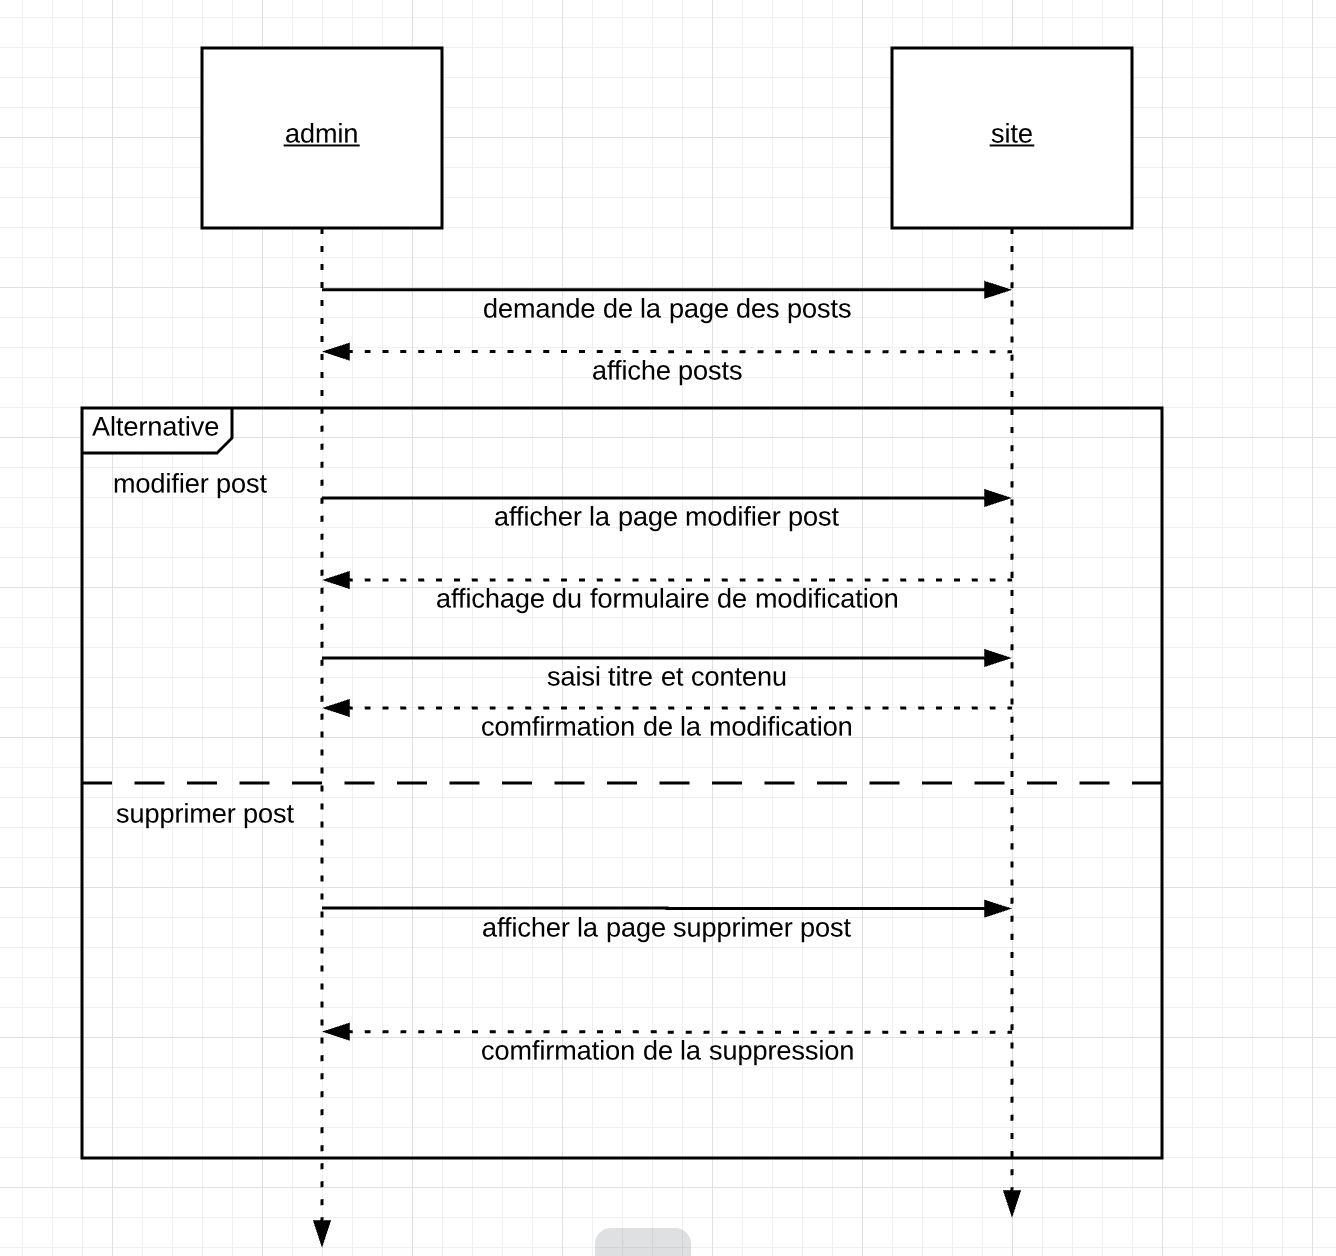 admin
site
demande de la page des posts
affiche posts
Alternative
modifier post
afficher la page modifier post
affichage du formulaire de modification
saisi titre et contenu
comfirmation de la modification
supprimer post
afficher la page supprimer post
comfirmation de la suppression